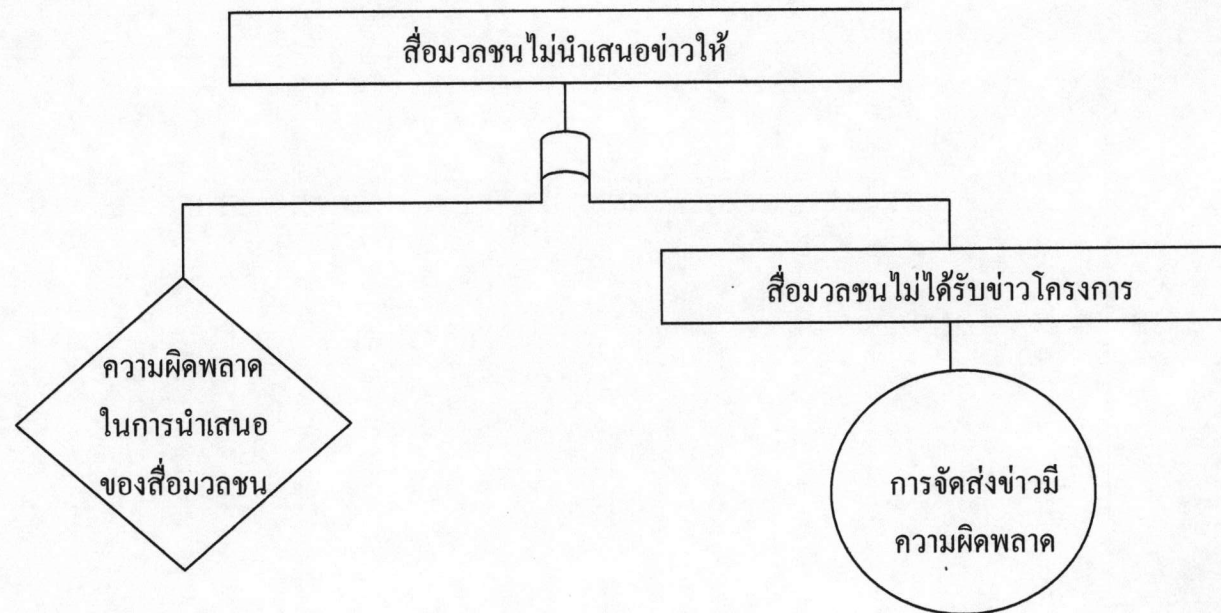 สื่อมวลชนไม่นำเสนอข่าวให้
สื่อมวลชนไม่ได้รับข่าวโครงการ
ความผิดพลาด
ในการนำเสนอ
ของสื่อมวลชน
การจัดส่งข่าวมี
ความผิดพลาด